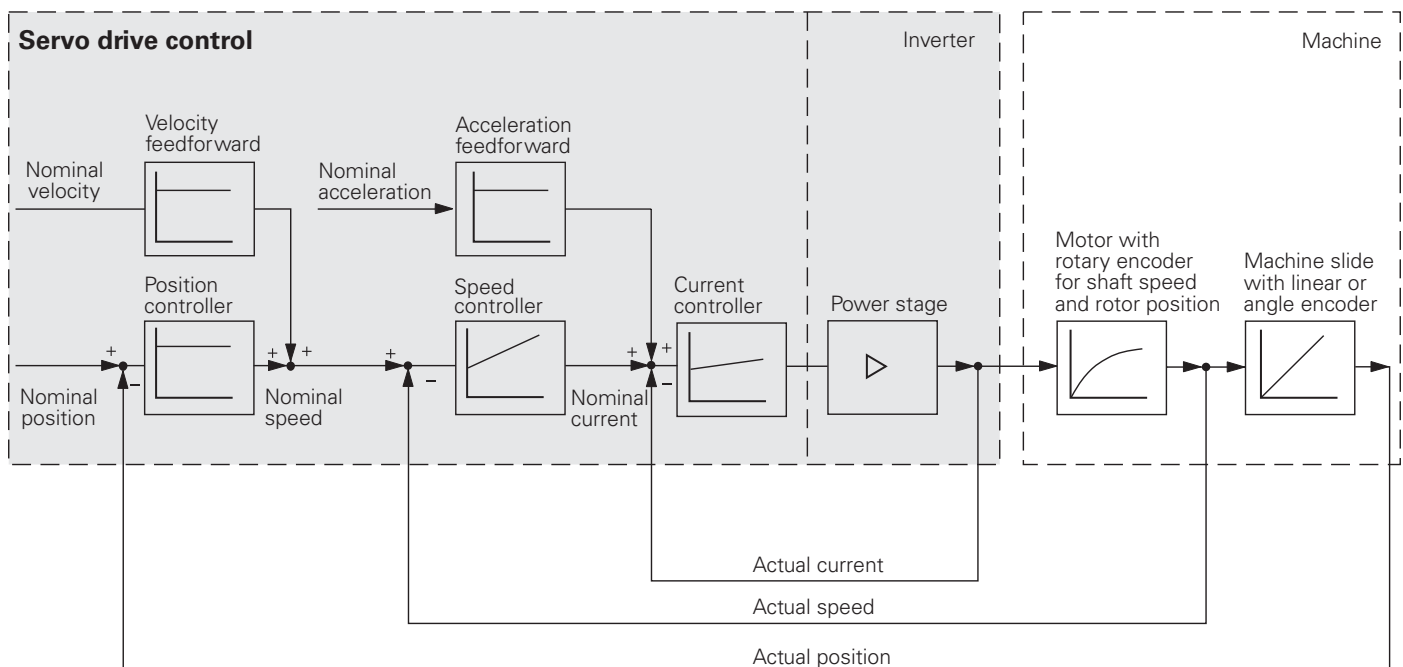 Servo drive control
Inverter
Machine
Velocity
feedforward
Acceleration
feedforward
Nominal
velocity
Nominal
acceleration
Position
controller
Speed
controller
Current
controller
Power stage
Motor with
rotary encoder
for shaft speed
and rotor position
Machine slide
with linear or
angle encoder
+
+
+
+
+
+
−
−
−
Nominal
position
Nominal
speed
Nominal
current
Actual current
Actual speed
Actual position